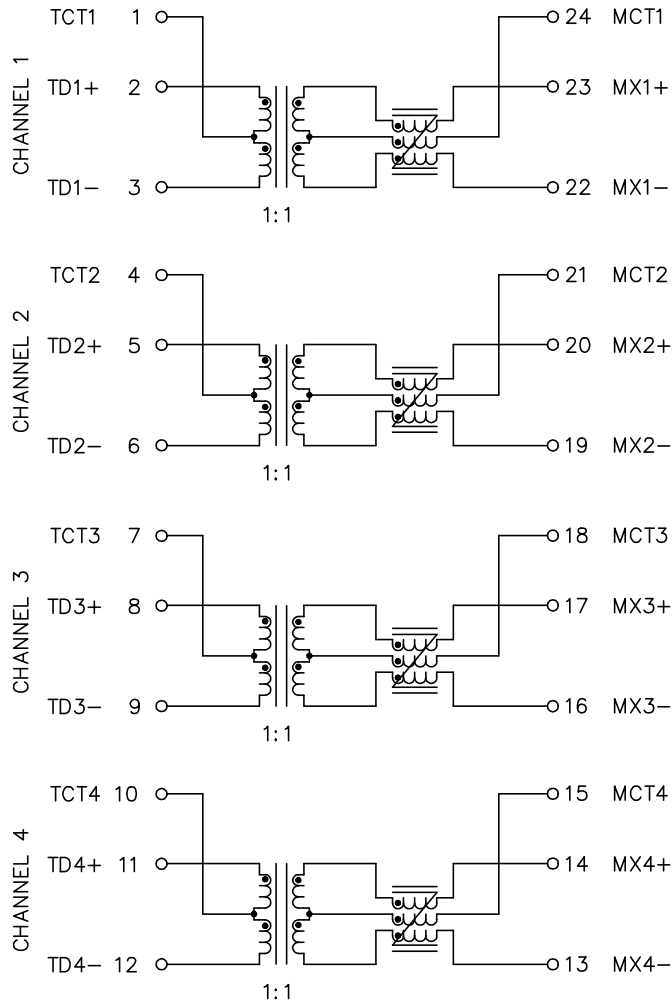 CHANNEL 1
TCT1 1 24 MCT1
TD1+ 2 23 MX1+
TD1− 3 22 MX1−
1:1
CHANNEL 2
TCT2 4 21 MCT2
TD2+ 5 20 MX2+
TD2− 6 19 MX2−
1:1
CHANNEL 3
TCT3 7 18 MCT3
TD3+ 8 17 MX3+
TD3− 9 16 MX3−
1:1
CHANNEL 4
TCT4 10 15 MCT4
TD4+ 11 14 MX4+
TD4− 12 13 MX4−
1:1